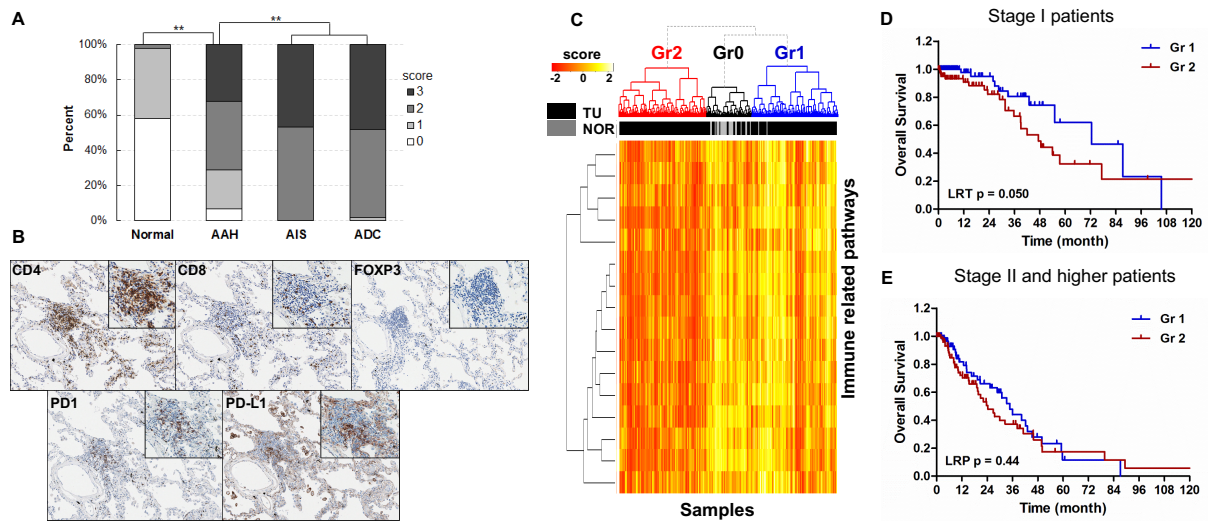 A
**
**
100%
80%
60%
40%
20%
0%
Percent
Normal
AAH
AIS
ADC
score
3
2
1
0
B
CD4
CD8
FOXP3
PD1
PD-L1
C
Gr2
Gr0
Gr1
score
-2
0
2
TU
NOR
Immune related pathways
Samples
D
Stage I patients
Gr 1
Gr 2
1.2
1.0
0.8
0.6
0.4
0.2
0.0
Overall Survival
LRT p = 0.050
0 12 24 36 48 60 72 84 96 108 120
Time (month)
E
Stage II and higher patients
Gr 1
Gr 2
1.2
1.0
0.8
0.6
0.4
0.2
0.0
Overall Survival
LRP p = 0.44
0 12 24 36 48 60 72 84 96 108 120
Time (month)